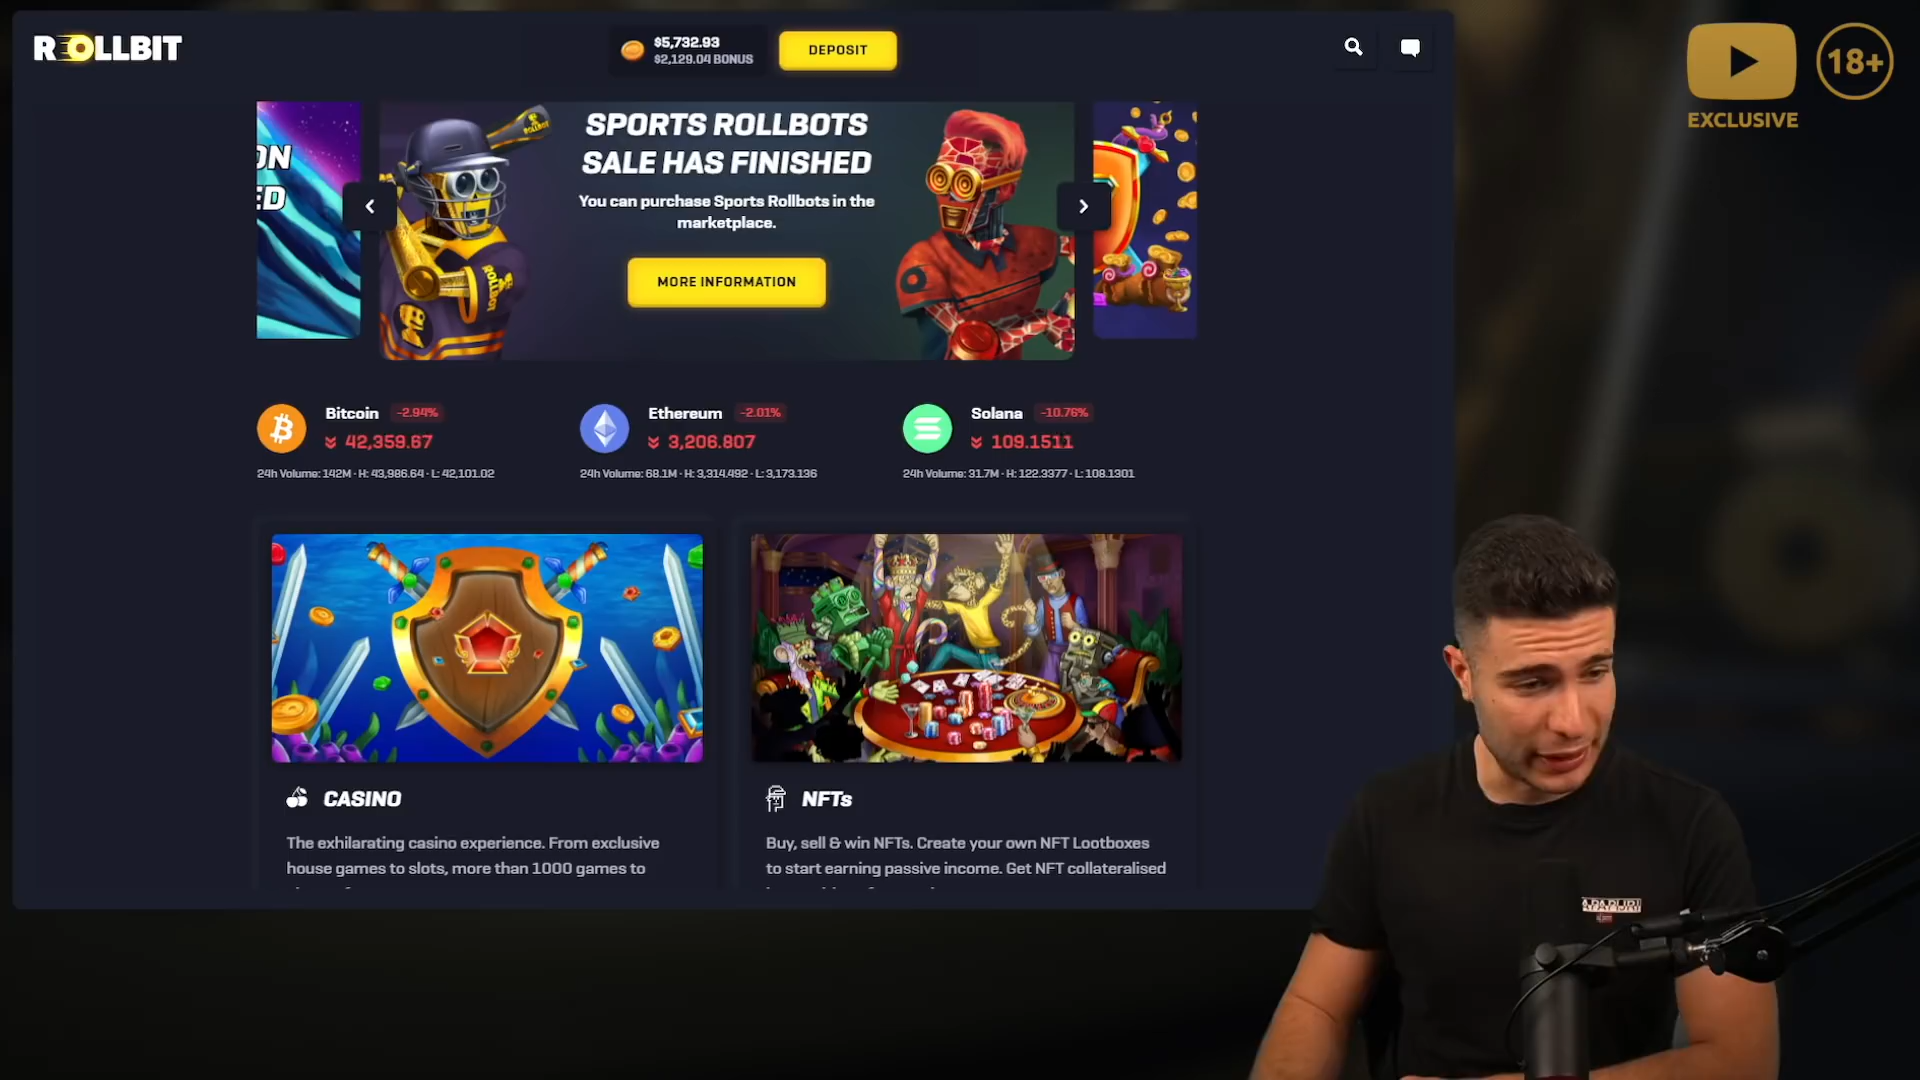 ROLLBIT
$5,732.93
$2,129.04 BONUS
DEPOSIT
18+
EXCLUSIVE
ON
ED
SPORTS ROLLBOTS
SALE HAS FINISHED
You can purchase Sports Rollbots in the
marketplace.
MORE INFORMATION
ROLLBOT
ROLLBOT
Bitcoin -2.94%
42,359.67
24h Volume: 142M · H: 43,986.64 · L: 42,101.02
Ethereum -2.01%
3,206.807
24h Volume: 68.1M · H: 3,314.492 · L: 3,173.136
Solana -10.76%
109.1511
24h Volume: 31.7M · H: 122.3377 · L: 108.1301
CASINO
The exhilarating casino experience. From exclusive
house games to slots, more than 1000 games to
NFTs
Buy, sell & win NFTs. Create your own NFT Lootboxes
to start earning passive income. Get NFT collateralised